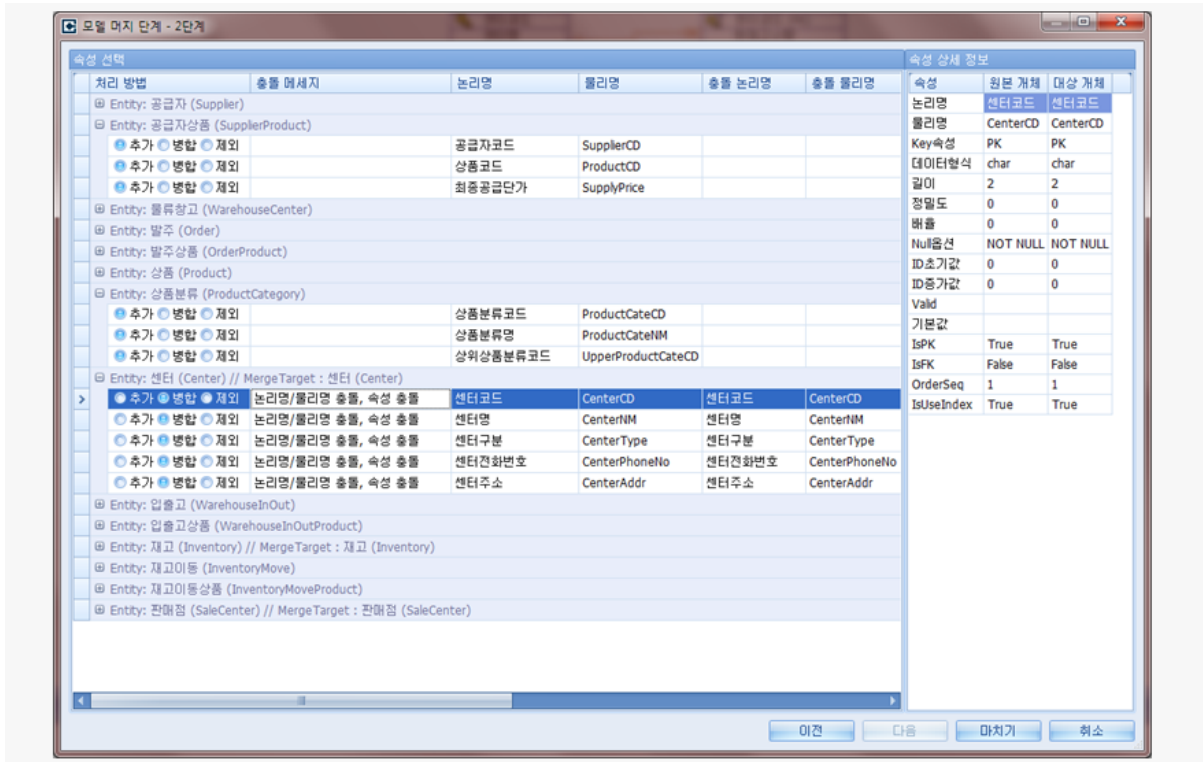 모델 머지 단계 - 2단계
속성 선택
처리 방법 충돌 메세지 논리명 물리명 충돌 논리명 충돌 물리명
Entity: 공급자 (Supplier)
Entity: 공급자상품 (SupplierProduct)
추가 병합 제외 공급자코드 SupplierCD
추가 병합 제외 상품코드 ProductCD
추가 병합 제외 최종공급단가 SupplyPrice
Entity: 물류창고 (WarehouseCenter)
Entity: 발주 (Order)
Entity: 발주상품 (OrderProduct)
Entity: 상품 (Product)
Entity: 상품분류 (ProductCategory)
추가 병합 제외 상품분류코드 ProductCateCD
추가 병합 제외 상품분류명 ProductCateNM
추가 병합 제외 상위상품분류코드 UpperProductCateCD
Entity: 센터 (Center) // MergeTarget : 센터 (Center)
추가 병합 제외 논리명/물리명 충돌, 속성 충돌 센터코드 CenterCD 센터코드 CenterCD
추가 병합 제외 논리명/물리명 충돌, 속성 충돌 센터명 CenterNM 센터명 CenterNM
추가 병합 제외 논리명/물리명 충돌, 속성 충돌 센터구분 CenterType 센터구분 CenterType
추가 병합 제외 논리명/물리명 충돌, 속성 충돌 센터전화번호 CenterPhoneNo 센터전화번호 CenterPhoneNo
추가 병합 제외 논리명/물리명 충돌, 속성 충돌 센터주소 CenterAddr 센터주소 CenterAddr
Entity: 입출고 (WarehouseInOut)
Entity: 입출고상품 (WarehouseInOutProduct)
Entity: 재고 (Inventory) // MergeTarget : 재고 (Inventory)
Entity: 재고이동 (InventoryMove)
Entity: 재고이동상품 (InventoryMoveProduct)
Entity: 판매점 (SaleCenter) // MergeTarget : 판매점 (SaleCenter)
속성 상세 정보
속성 원본 개체 대상 개체
논리명 센터코드 센터코드
물리명 CenterCD CenterCD
Key속성 PK PK
데이터형식 char char
길이 2 2
정밀도 0 0
배율 0 0
Null옵션 NOT NULL NOT NULL
ID초기값 0 0
ID증가값 0 0
Valid
기본값
IsPK True True
IsFK False False
OrderSeq 1 1
IsUseIndex True True
이전 다음 마치기 취소